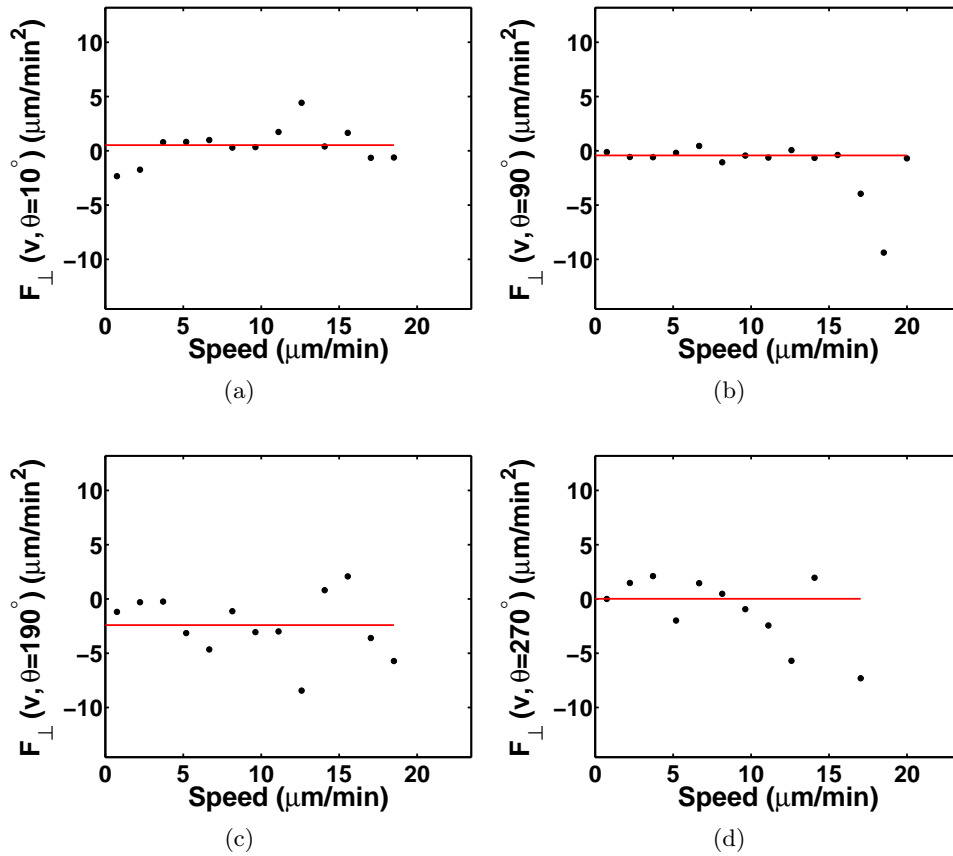 10
5
0
−5
−10
F⊥ (v, θ=10°) (μm/min²)
0 5 10 15 20
Speed (μm/min)
(a)
10
5
0
−5
−10
F⊥ (v, θ=90°) (μm/min²)
0 5 10 15 20
Speed (μm/min)
(b)
10
5
0
−5
−10
F⊥ (v, θ=190°) (μm/min²)
0 5 10 15 20
Speed (μm/min)
(c)
10
5
0
−5
−10
F⊥ (v, θ=270°) (μm/min²)
0 5 10 15 20
Speed (μm/min)
(d)